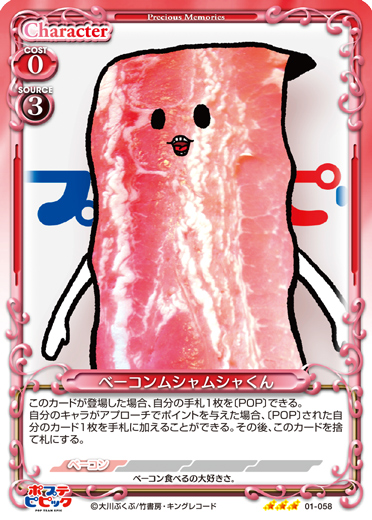 Precious Memories
Character
COST
0
SOURCE
3
プ ピ
ベーコンムシャムシャくん
このカードが登場した場合、自分の手札1枚を〔POP〕できる。
自分のキャラがアプローチでポイントを与えた場合、〔POP〕された自
分のカード1枚を手札に加えることができる。その後、このカードを捨
て札にする。
ベーコン
ベーコン食べるの大好きさ。
ポプテ
ピピック
POP TEAM EPIC
©大川ぶくぶ/竹書房・キングレコード
01-058